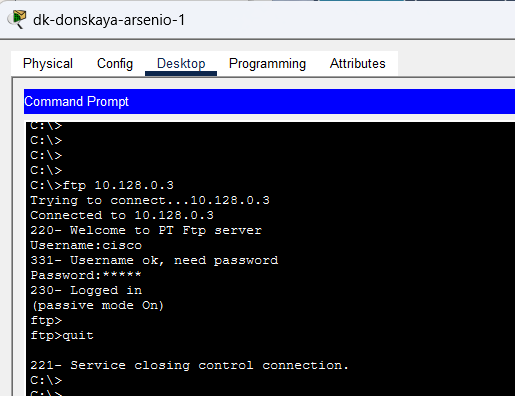 dk-donskaya-arsenio-1
Physical Config Desktop Programming Attributes
Command Prompt
C:\>
C:\>
C:\>
C:\>
C:\>ftp 10.128.0.3
Trying to connect...10.128.0.3
Connected to 10.128.0.3
220- Welcome to PT Ftp server
Username:cisco
331- Username ok, need password
Password:*****
230- Logged in
(passive mode On)
ftp>
ftp>quit
221- Service closing control connection.
C:\>
C:\>